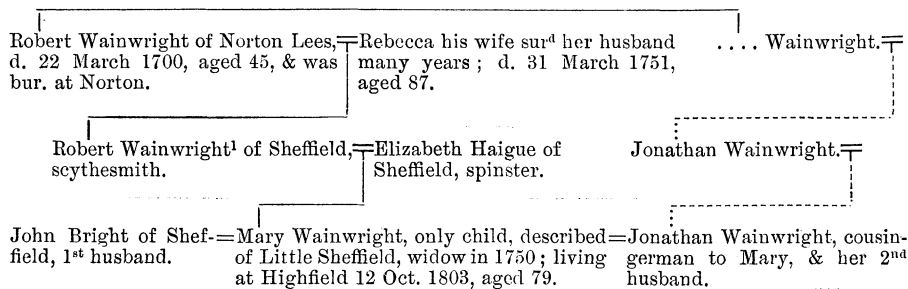 Robert Wainwright of Norton Lees,
d. 22 March 1700, aged 45, & was
bur. at Norton.
Rebecca his wife surᵈ her husband
many years ; d. 31 March 1751,
aged 87.
.... Wainwright.
Robert Wainwright¹ of Sheffield,
scythesmith.
Elizabeth Haigue of
Sheffield, spinster.
Jonathan Wainwright.
John Bright of Shef-
field, 1ˢᵗ husband.
Mary Wainwright, only child, described
of Little Sheffield, widow in 1750 ; living
at Highfield 12 Oct. 1803, aged 79.
Jonathan Wainwright, cousin-
german to Mary, & her 2ⁿᵈ
husband.